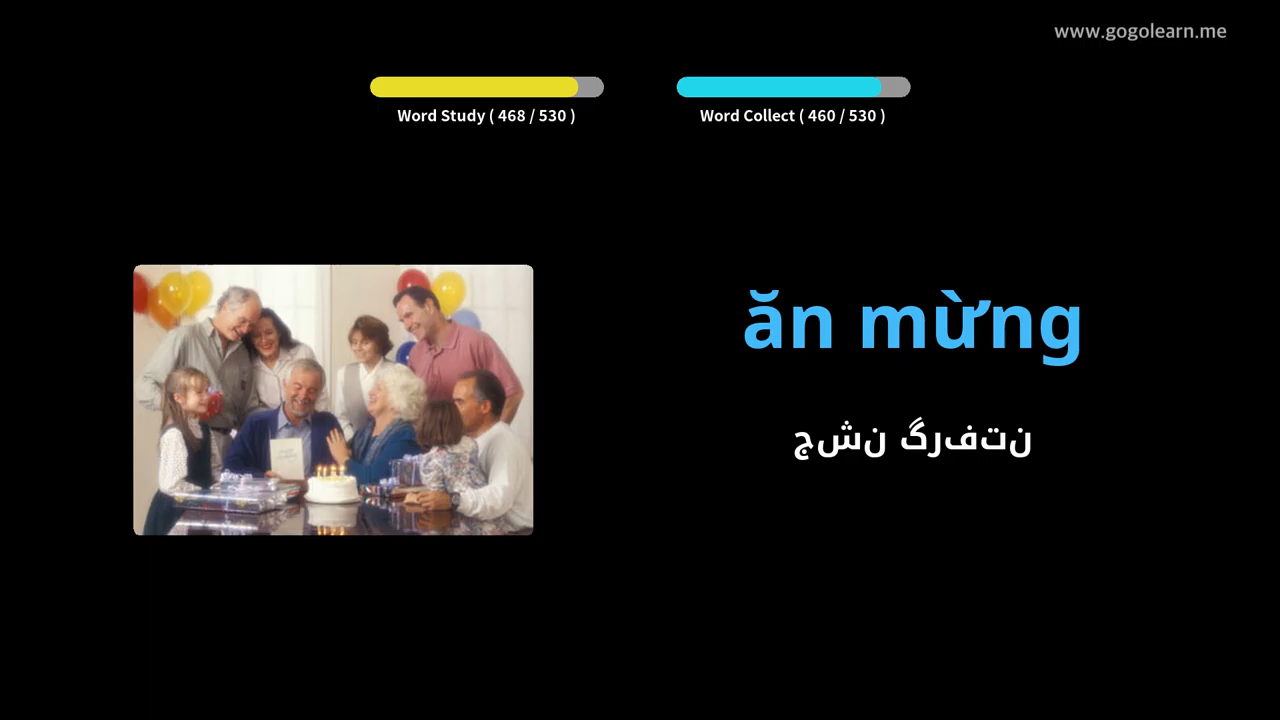 www.gogolearn.me
Word Study ( 468 / 530 )
Word Collect ( 460 / 530 )
ăn mừng
جشن گرفتن